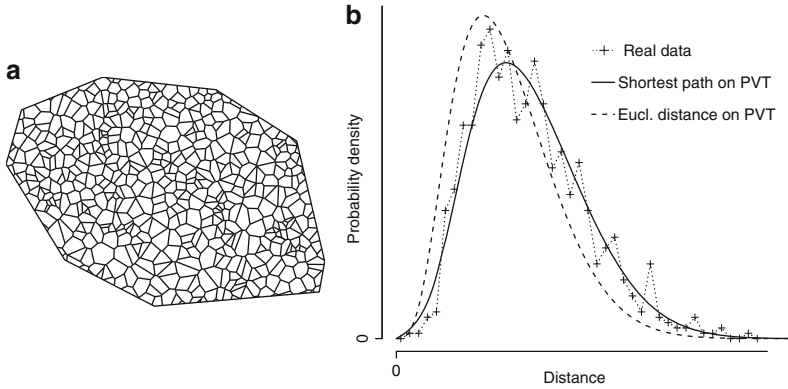 a
b
Real data
Shortest path on PVT
Eucl. distance on PVT
Probability density
0
0
Distance